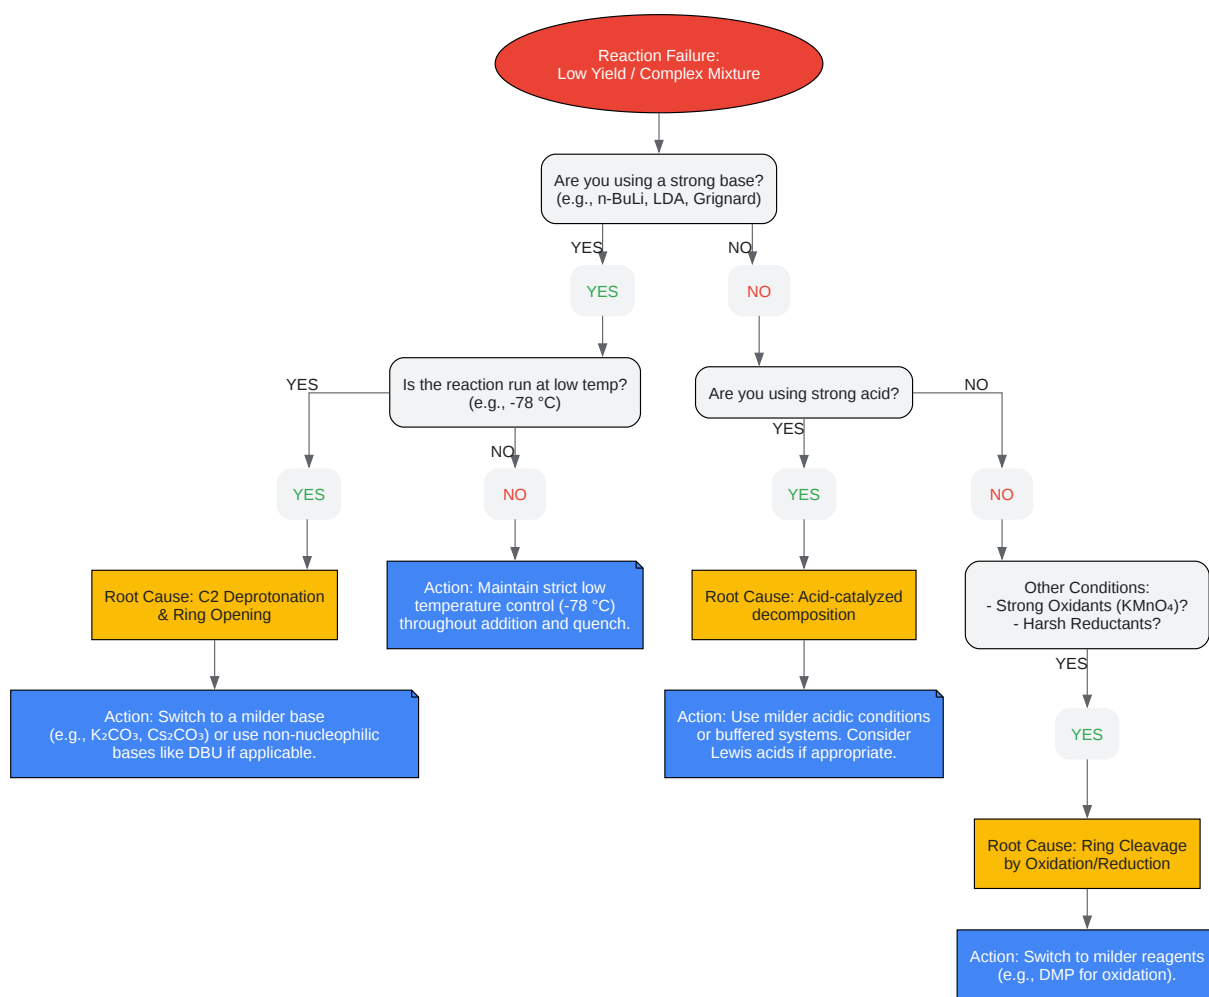 Reaction Failure:
Low Yield / Complex Mixture
Are you using a strong base?
(e.g., n-BuLi, LDA, Grignard)
YES
NO
YES
NO
Is the reaction run at low temp?
(e.g., -78 °C)
Are you using strong acid?
YES
NO
YES
NO
YES
NO
YES
NO
Root Cause: C2 Deprotonation
& Ring Opening
Action: Maintain strict low
temperature control (-78 °C)
throughout addition and quench.
Root Cause: Acid-catalyzed
decomposition
Other Conditions:
- Strong Oxidants (KMnO₄)?
- Harsh Reductants?
YES
Action: Switch to a milder base
(e.g., K₂CO₃, Cs₂CO₃) or use non-nucleophilic
bases like DBU if applicable.
Action: Use milder acidic conditions
or buffered systems. Consider
Lewis acids if appropriate.
YES
Root Cause: Ring Cleavage
by Oxidation/Reduction
Action: Switch to milder reagents
(e.g., DMP for oxidation).